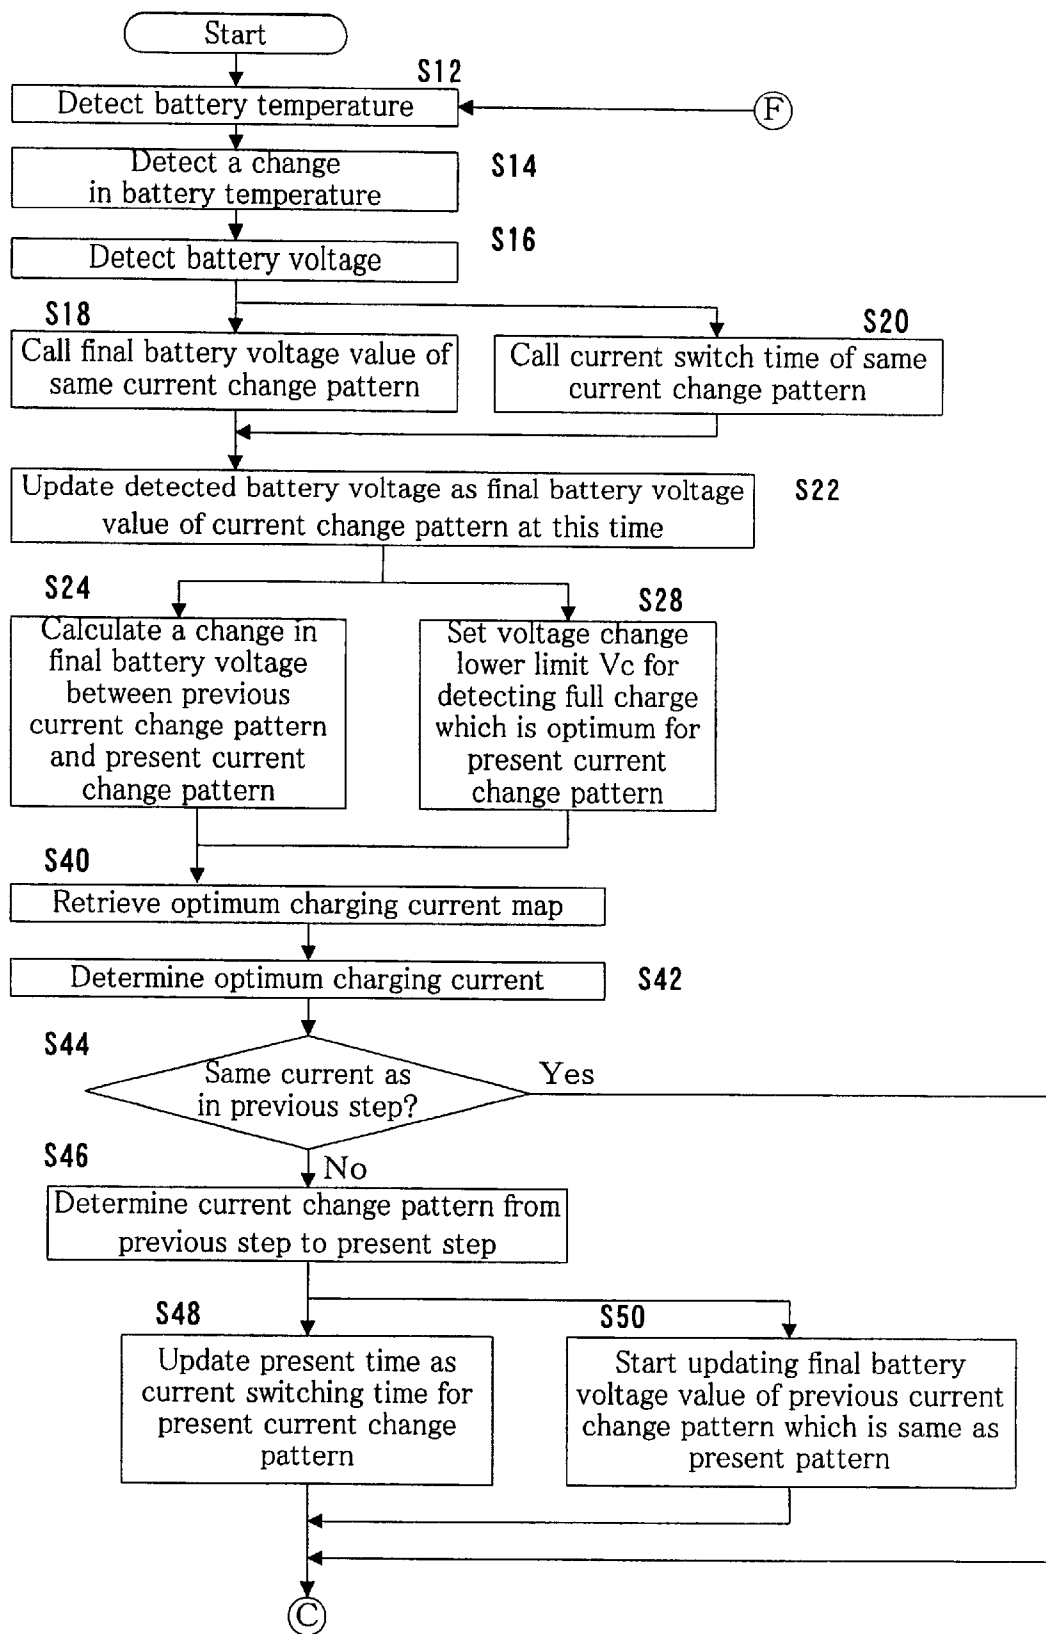 Start
S12
Detect battery temperature
F
Detect a change
in battery temperature
S14
S16
Detect battery voltage
S18
Call final battery voltage value of
same current change pattern
S20
Call current switch time of same
current change pattern
Update detected battery voltage as final battery voltage
value of current change pattern at this time
S22
S24
Calculate a change in
final battery voltage
between previous
current change pattern
and present current
change pattern
S28
Set voltage change
lower limit Vc for
detecting full charge
which is optimum for
present current
change pattern
S40
Retrieve optimum charging current map
Determine optimum charging current
S42
S44
Same current as
in previous step?
Yes
No
S46
Determine current change pattern from
previous step to present step
S48
Update present time as
current switching time for
present current change
pattern
S50
Start updating final battery
voltage value of previous current
change pattern which is same as
present pattern
C